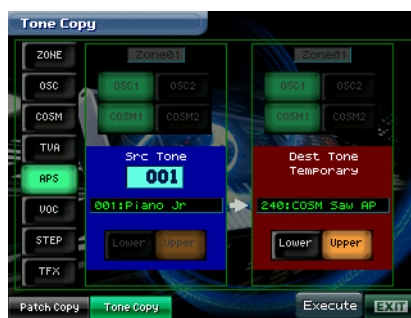 Tone Copy
ZONE
OSC
COSM
TVA
APS
VOC
STEP
TFX
Zone01
OSC1 OSC2
COSM1 COSM2
Src Tone
001
001:Piano Jr
Lower Upper
Zone01
OSC1 OSC2
COSM1 COSM2
Dest Tone
Temporary
240:COSM Saw AP
Lower Upper
Patch Copy Tone Copy Execute EXIT